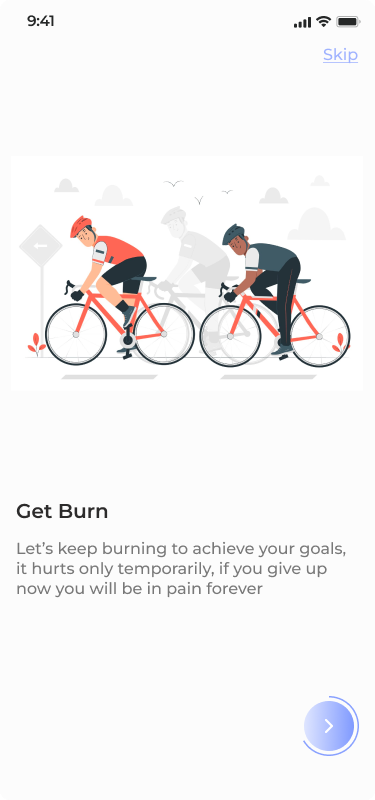 9:41
Skip
Get Burn
Let’s keep burning to achieve your goals,
it hurts only temporarily, if you give up
now you will be in pain forever